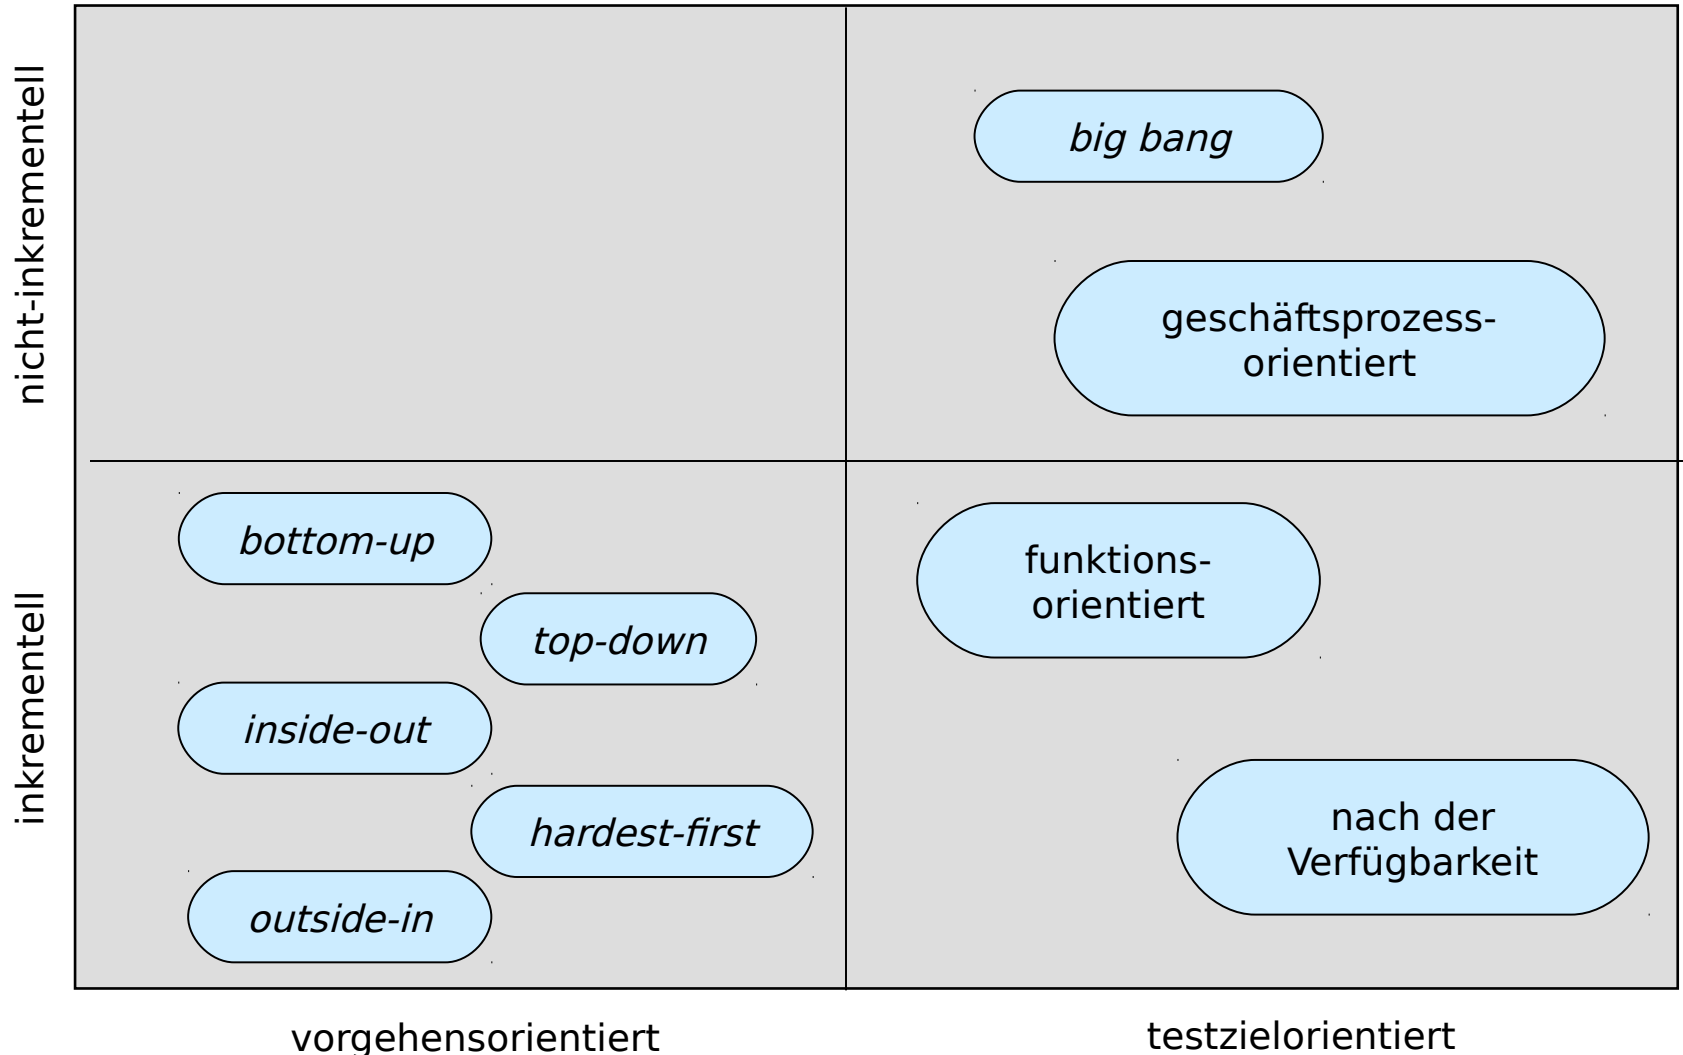 nicht-inkrementell
big bang
geschäftsprozess-
orientiert
inkrementell
bottom-up
top-down
inside-out
hardest-first
outside-in
funktions-
orientiert
nach der
Verfügbarkeit
vorgehensorientiert
testzielorientiert